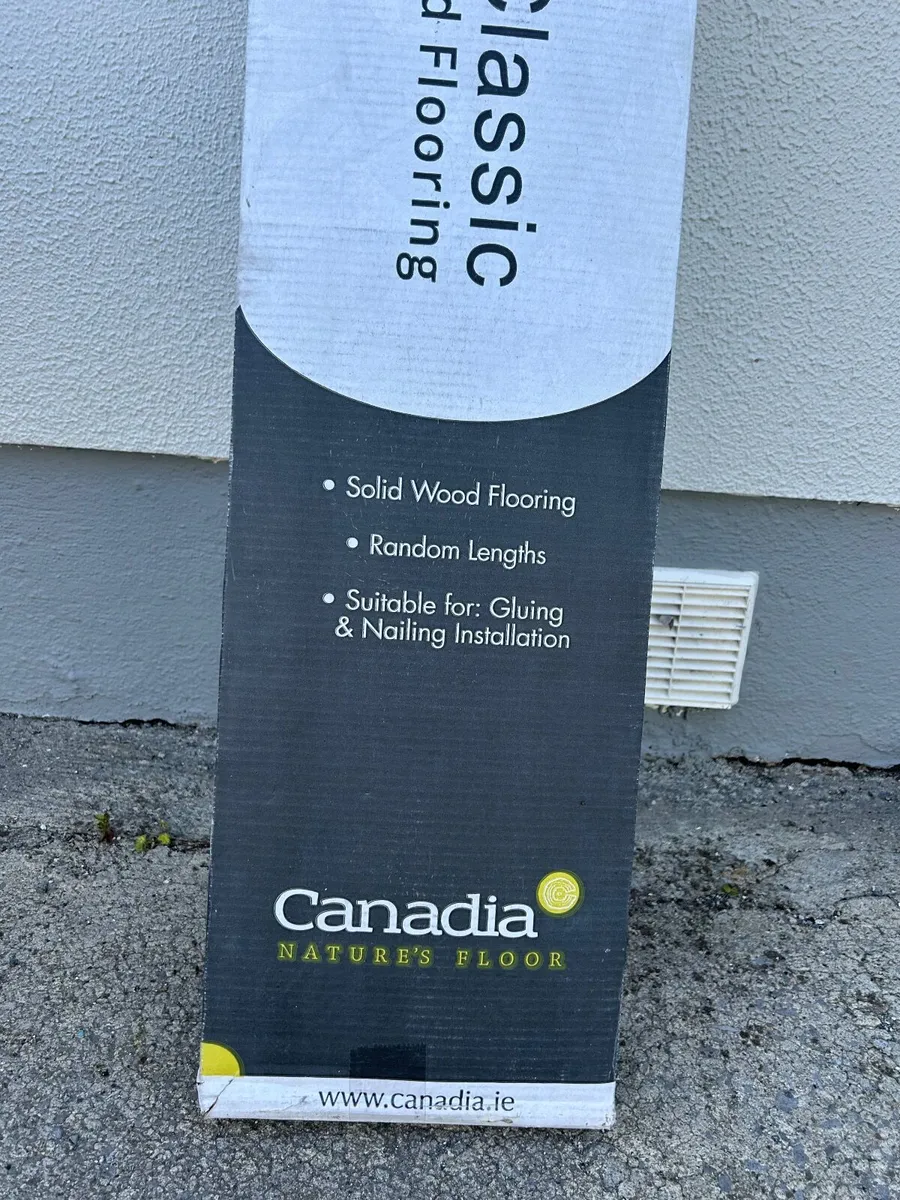 Classic
d Flooring
• Solid Wood Flooring
• Random Lengths
• Suitable for: Gluing
& Nailing Installation
Canadia
NATURE'S FLOOR
www.canadia.ie